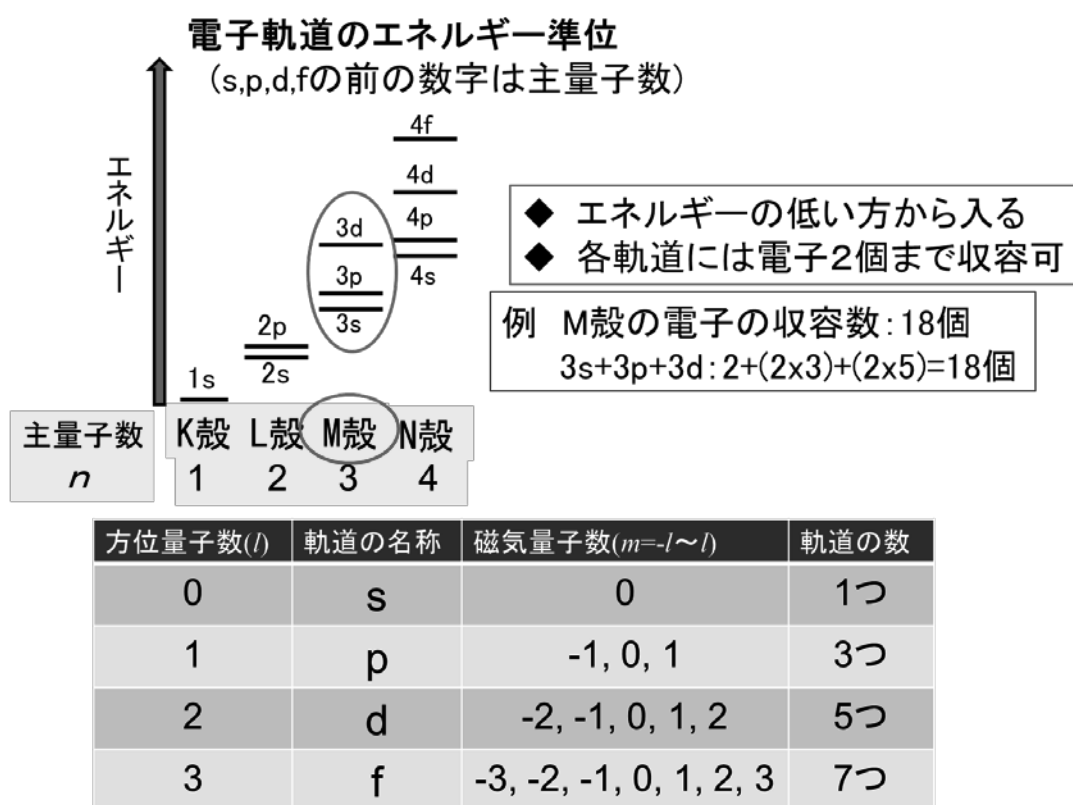 電子軌道のエネルギー準位
(s,p,d,fの前の数字は主量子数)
エネルギー
4f
4d
4p
4s
3d
3p
3s
2p
2s
1s
◆ エネルギーの低い方から入る
◆ 各軌道には電子2個まで収容可
例 M殻の電子の収容数:18個
3s+3p+3d:2+(2x3)+(2x5)=18個
主量子数 K殻 L殻 M殻 N殻
n 1 2 3 4
方位量子数(l) 軌道の名称 磁気量子数(m=-l~l) 軌道の数
0 s 0 1つ
1 p -1, 0, 1 3つ
2 d -2, -1, 0, 1, 2 5つ
3 f -3, -2, -1, 0, 1, 2, 3 7つ